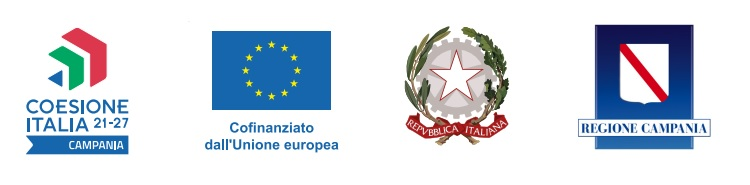 COESIONE
ITALIA 21-27
CAMPANIA
Cofinanziato
dall'Unione europea
REPVBBLICA ITALIANA
REGIONE CAMPANIA